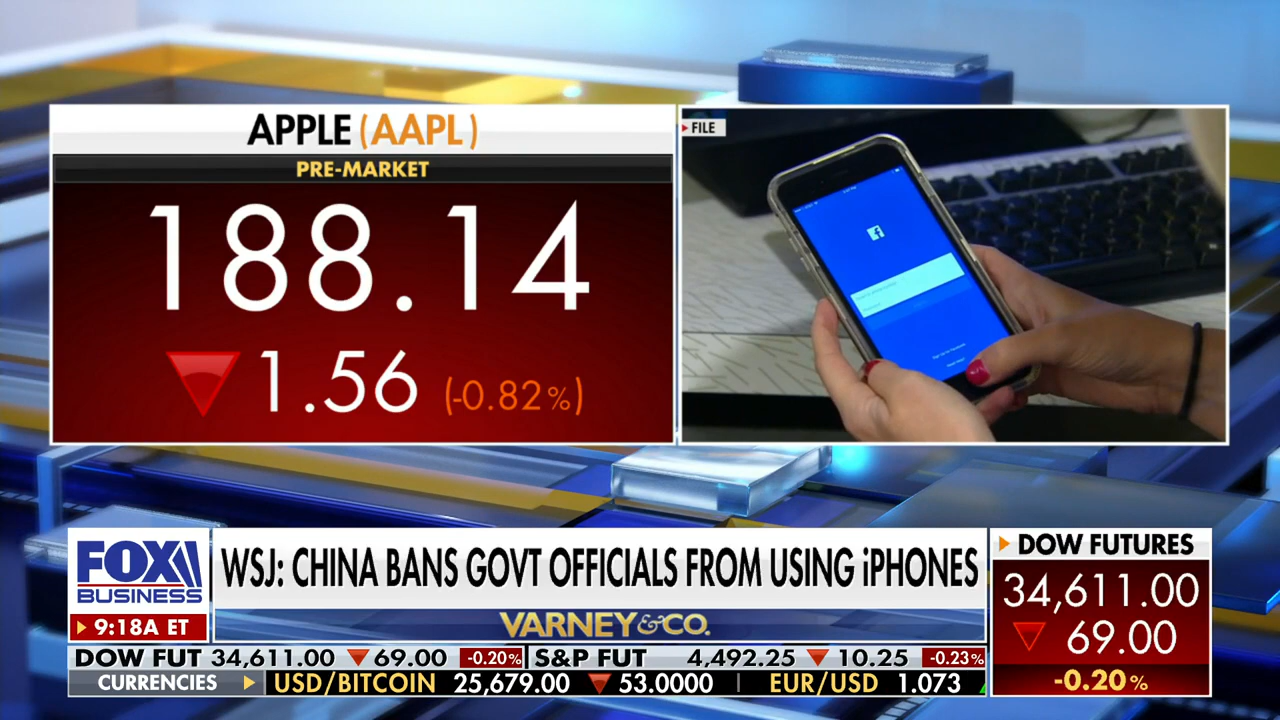 APPLE (AAPL)
PRE-MARKET
188.14
1.56 (-0.82%)
FILE
f
FOX
BUSINESS
9:18A ET
WSJ: CHINA BANS GOVT OFFICIALS FROM USING iPHONES
VARNEY & CO.
DOW FUTURES
34,611.00
69.00
-0.20%
DOW FUT 34,611.00 69.00 -0.20% S&P FUT 4,492.25 10.25 -0.23%
CURRENCIES USD/BITCOIN 25,679.00 53.0000 | EUR/USD 1.073